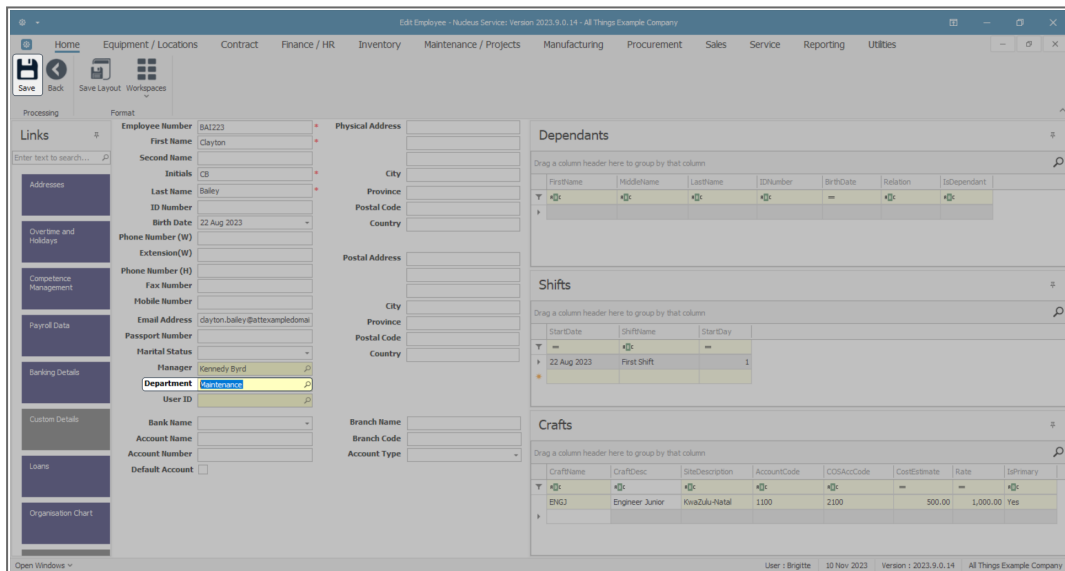 Edit Employee - Nucleus Service: Version 2023.9.0.14 - All Things Example Company
Home Equipment / Locations Contract Finance / HR Inventory Maintenance / Projects Manufacturing Procurement Sales Service Reporting Utilities
Save Back Save Layout Workspaces
Processing Format
Links
Enter text to search...
Addresses
Overtime and
Holidays
Competence
Management
Payroll Data
Banking Details
Custom Details
Loans
Organisation Chart
Employee Number BAI223 *
First Name Clayton *
Second Name
Initials CB *
Last Name Bailey *
ID Number
Birth Date 22 Aug 2023
Phone Number (W)
Extension(W)
Phone Number (H)
Fax Number
Mobile Number
Email Address clayton.bailey@attexampledomai
Passport Number
Marital Status
Manager Kennedy Byrd
Department Maintenance
User ID
Bank Name
Account Name
Account Number
Default Account
Physical Address
City
Province
Postal Code
Country
Postal Address
City
Province
Postal Code
Country
Branch Name
Branch Code
Account Type
Dependants
Drag a column header here to group by that column
FirstName MiddleName LastName IDNumber BirthDate Relation IsDependant
Shifts
Drag a column header here to group by that column
StartDate ShiftName StartDay
22 Aug 2023 First Shift 1
Crafts
Drag a column header here to group by that column
CraftName CraftDesc SiteDescription AccountCode COSAccCode CostEstimate Rate IsPrimary
ENGJ Engineer Junior KwaZulu-Natal 1100 2100 500.00 1,000.00 Yes
Open Windows User : Brigitte 10 Nov 2023 Version : 2023.9.0.14 All Things Example Company